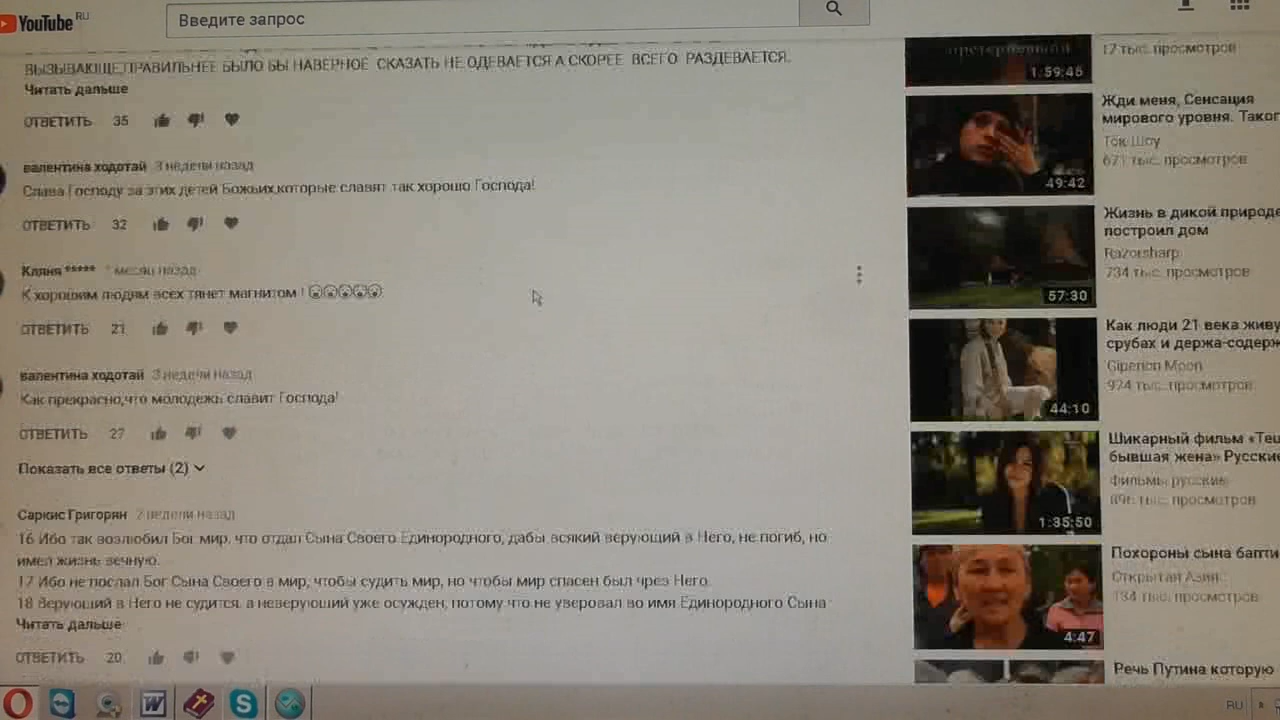 YouTube RU
Введите запрос
ВЫЗЫВАЮЩЕ,ПРАВИЛЬНЕЕ БЫЛО БЫ НАВЕРНОЕ СКАЗАТЬ НЕ ОДЕВАЕТСЯ А СКОРЕЕ ВСЕГО РАЗДЕВАЕТСЯ.
Читать дальше
ОТВЕТИТЬ 35
валентина ходотай 3 недели назад
Слава Господу за этих детей Божьих,которые славят так хорошо Господа!
ОТВЕТИТЬ 32
Кляня ***** 1 месяц назад
К хорошим людям всех тянет магнитом !
ОТВЕТИТЬ 21
валентина ходотай 3 недели назад
Как прекрасно,что молодежь славит Господа!
ОТВЕТИТЬ 27
Показать все ответы (2)
Саркис Григорян 2 недели назад
16 Ибо так возлюбил Бог мир, что отдал Сына Своего Единородного, дабы всякий верующий в Него, не погиб, но
имел жизнь вечную.
17 Ибо не послал Бог Сына Своего в мир, чтобы судить мир, но чтобы мир спасен был чрез Него.
18 Верующий в Него не судится, а неверующий уже осужден, потому что не уверовал во имя Единородного Сына
Читать дальше
ОТВЕТИТЬ 20
1:59:45
17 тыс. просмотров
49:42
Жди меня, Сенсация
мирового уровня. Таког
Ток Шоу
671 тыс. просмотров
57:30
Жизнь в дикой природе
построил дом
Razorsharp
734 тыс. просмотров
44:10
Как люди 21 века живу
срубах и держа-содерж
Giperion Moon
974 тыс. просмотров
1:35:50
Шикарный фильм «Тещ
бывшая жена» Русские
Фильмы русские
896 тыс. просмотров
4:47
Похороны сына бапти
Открытая Азия
134 тыс. просмотров
Речь Путина которую
RU